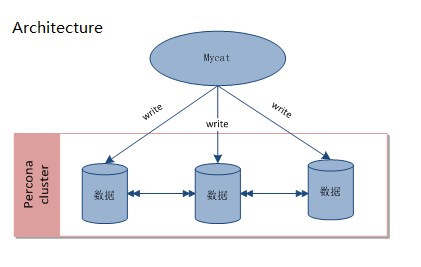 Architecture
Mycat
write
write
write
Percona
cluster
数据
数据
数据